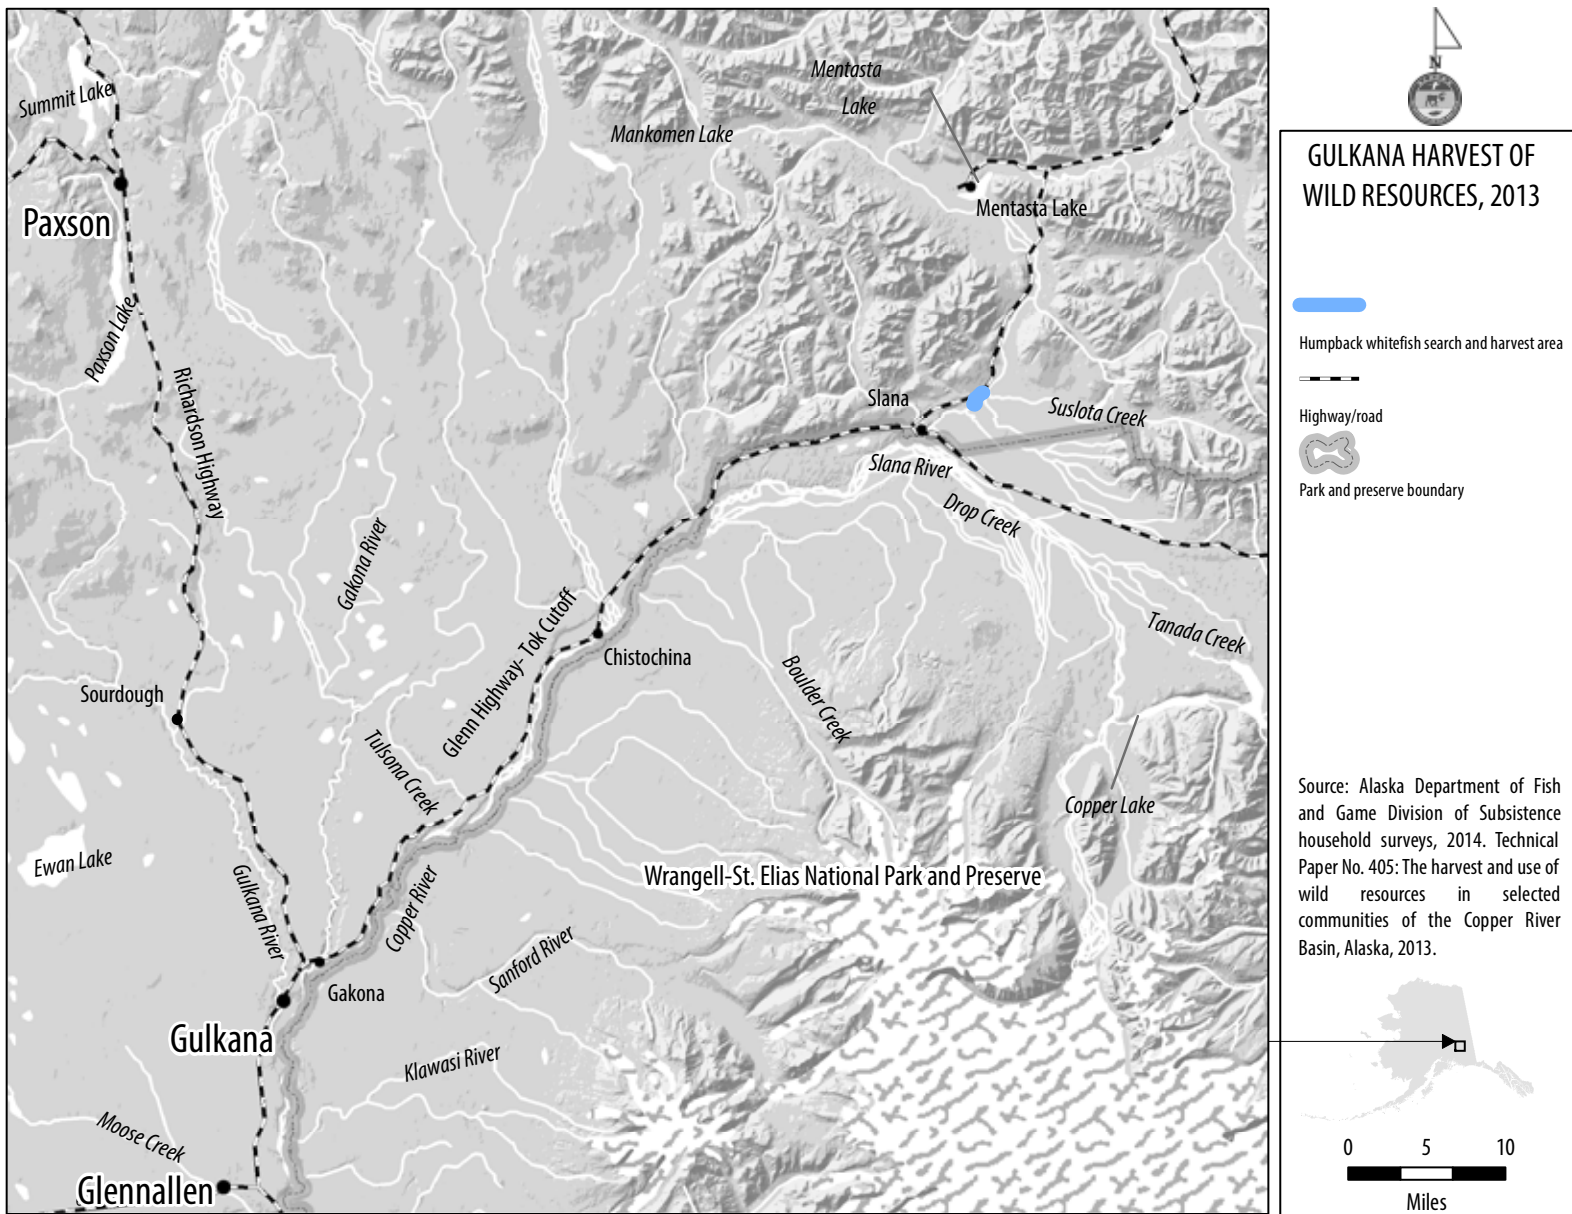 Summit Lake
Mentasta
Lake
Mankomen Lake
Mentasta Lake
Paxson
Paxson Lake
Richardson Highway
Slana
Suslota Creek
Slana River
Drop Creek
Gakona River
Glenn Highway- Tok Cutoff
Tanada Creek
Chistochina
Boulder Creek
Sourdough
Tulsona Creek
Copper Lake
Ewan Lake
Gulkana River
Copper River
Wrangell-St. Elias National Park and Preserve
Sanford River
Gakona
Gulkana
Klawasi River
Moose Creek
Glennallen
N
GULKANA HARVEST OF
WILD RESOURCES, 2013
Humpback whitefish search and harvest area
Highway/road
Park and preserve boundary
Source: Alaska Department of Fish
and Game Division of Subsistence
household surveys, 2014. Technical
Paper No. 405: The harvest and use of
wild resources in selected
communities of the Copper River
Basin, Alaska, 2013.
0 5 10
Miles